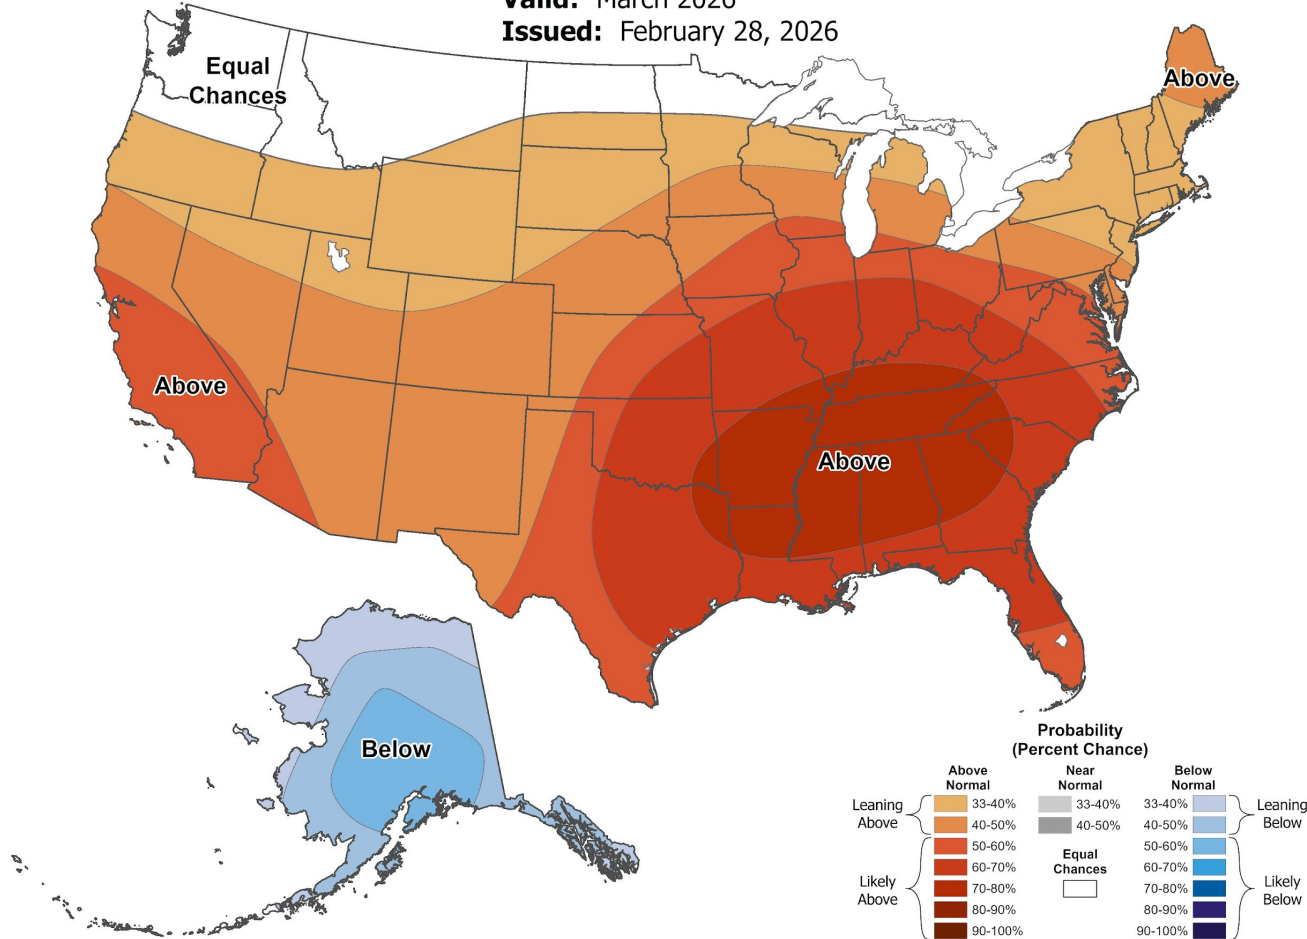 Valid: March 2026
Issued: February 28, 2026
Equal
Chances
Above
Above
Above
Below
Probability
(Percent Chance)
Above
Normal
Near
Normal
Below
Normal
Leaning
Above
33-40%
40-50%
50-60%
60-70%
70-80%
80-90%
90-100%
Likely
Above
33-40%
40-50%
Equal
Chances
33-40%
40-50%
50-60%
60-70%
70-80%
80-90%
90-100%
Leaning
Below
Likely
Below